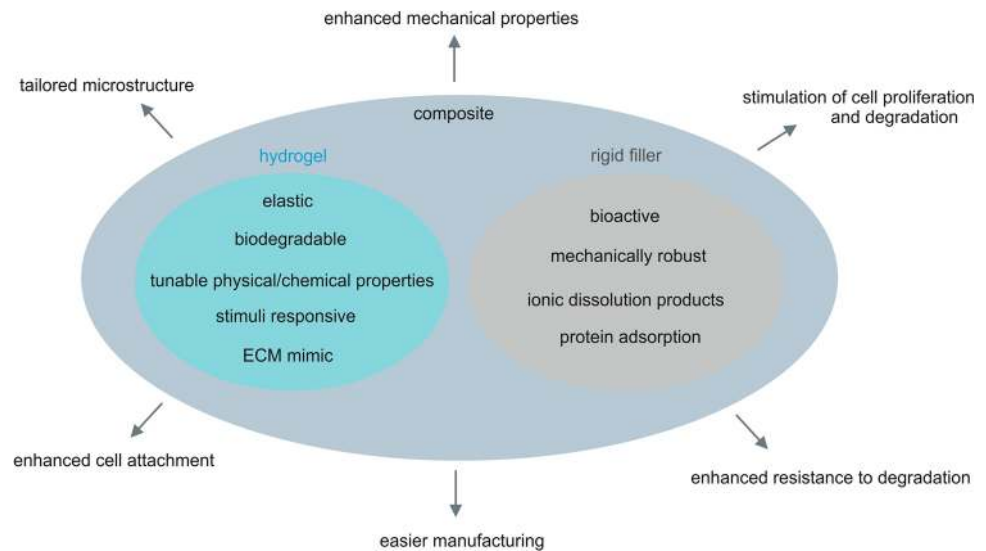 enhanced mechanical properties
tailored microstructure
stimulation of cell proliferation
and degradation
composite
hydrogel
rigid filler
elastic
biodegradable
tunable physical/chemical properties
stimuli responsive
ECM mimic
bioactive
mechanically robust
ionic dissolution products
protein adsorption
enhanced cell attachment
enhanced resistance to degradation
easier manufacturing